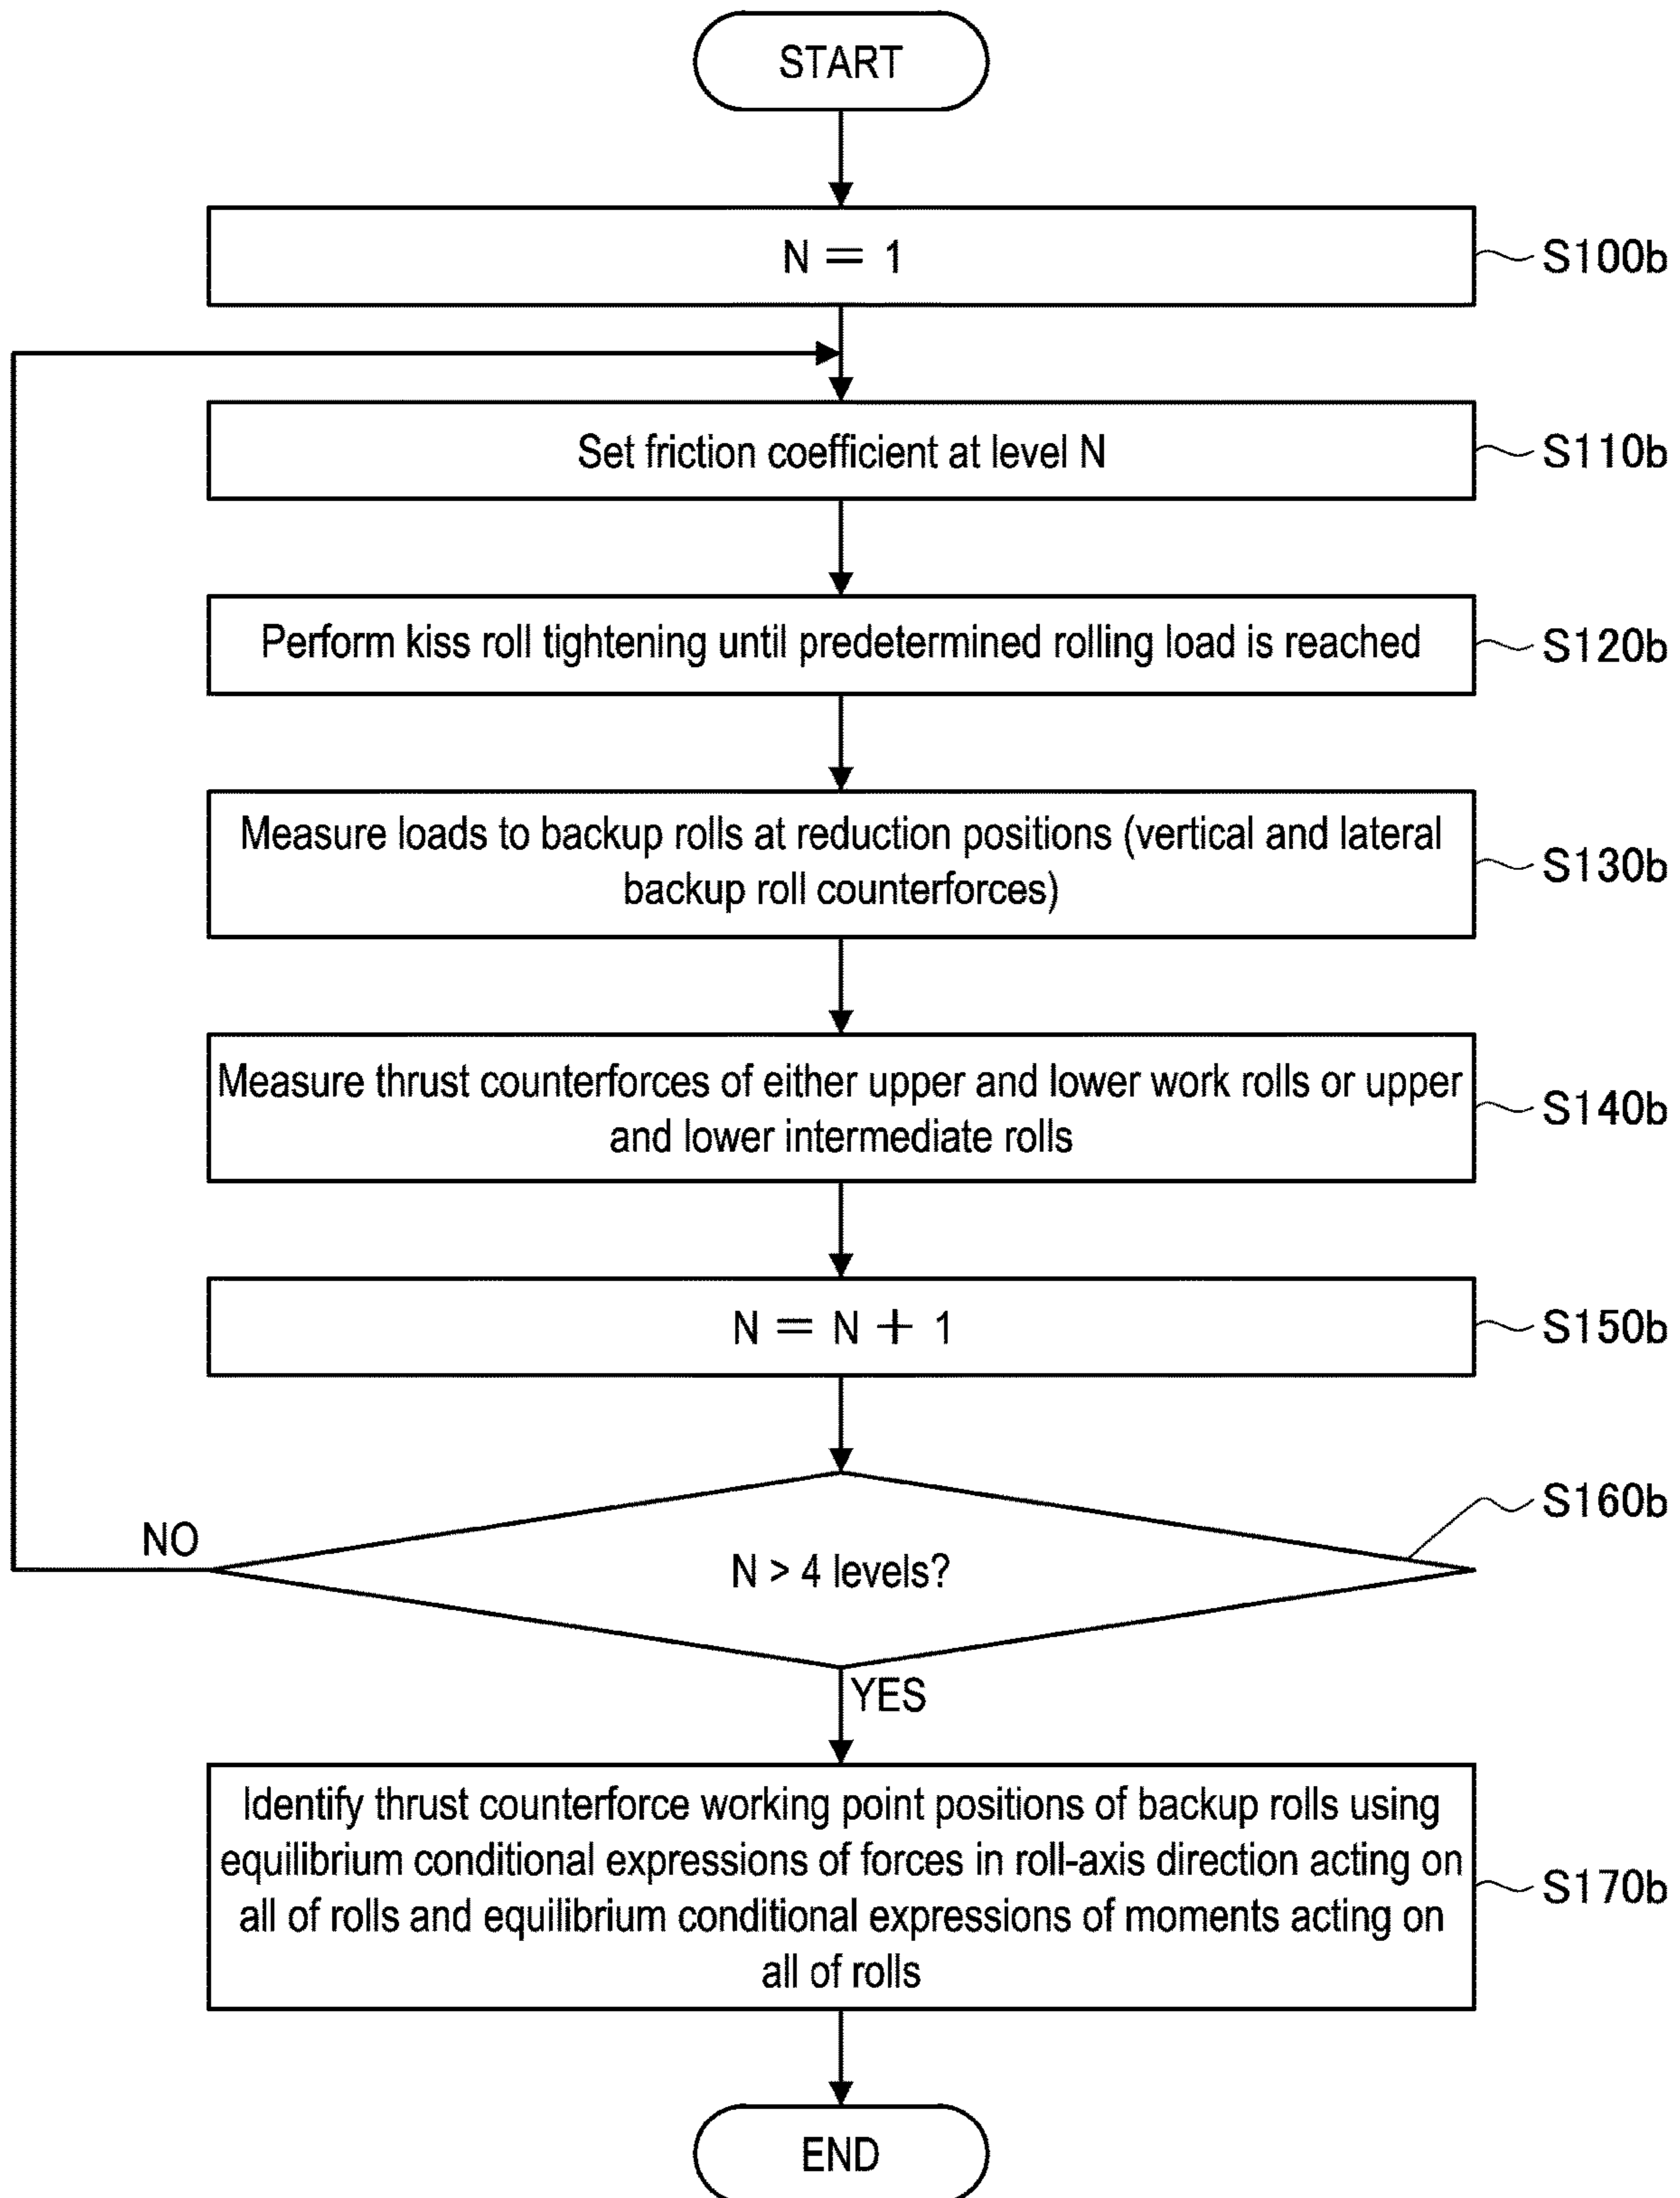 START
N = 1
S100b
Set friction coefficient at level N
S110b
Perform kiss roll tightening until predetermined rolling load is reached
S120b
Measure loads to backup rolls at reduction positions (vertical and lateral
backup roll counterforces)
S130b
Measure thrust counterforces of either upper and lower work rolls or upper
and lower intermediate rolls
S140b
N = N + 1
S150b
S160b
NO
N > 4 levels?
YES
Identify thrust counterforce working point positions of backup rolls using
equilibrium conditional expressions of forces in roll-axis direction acting on
all of rolls and equilibrium conditional expressions of moments acting on
all of rolls
S170b
END